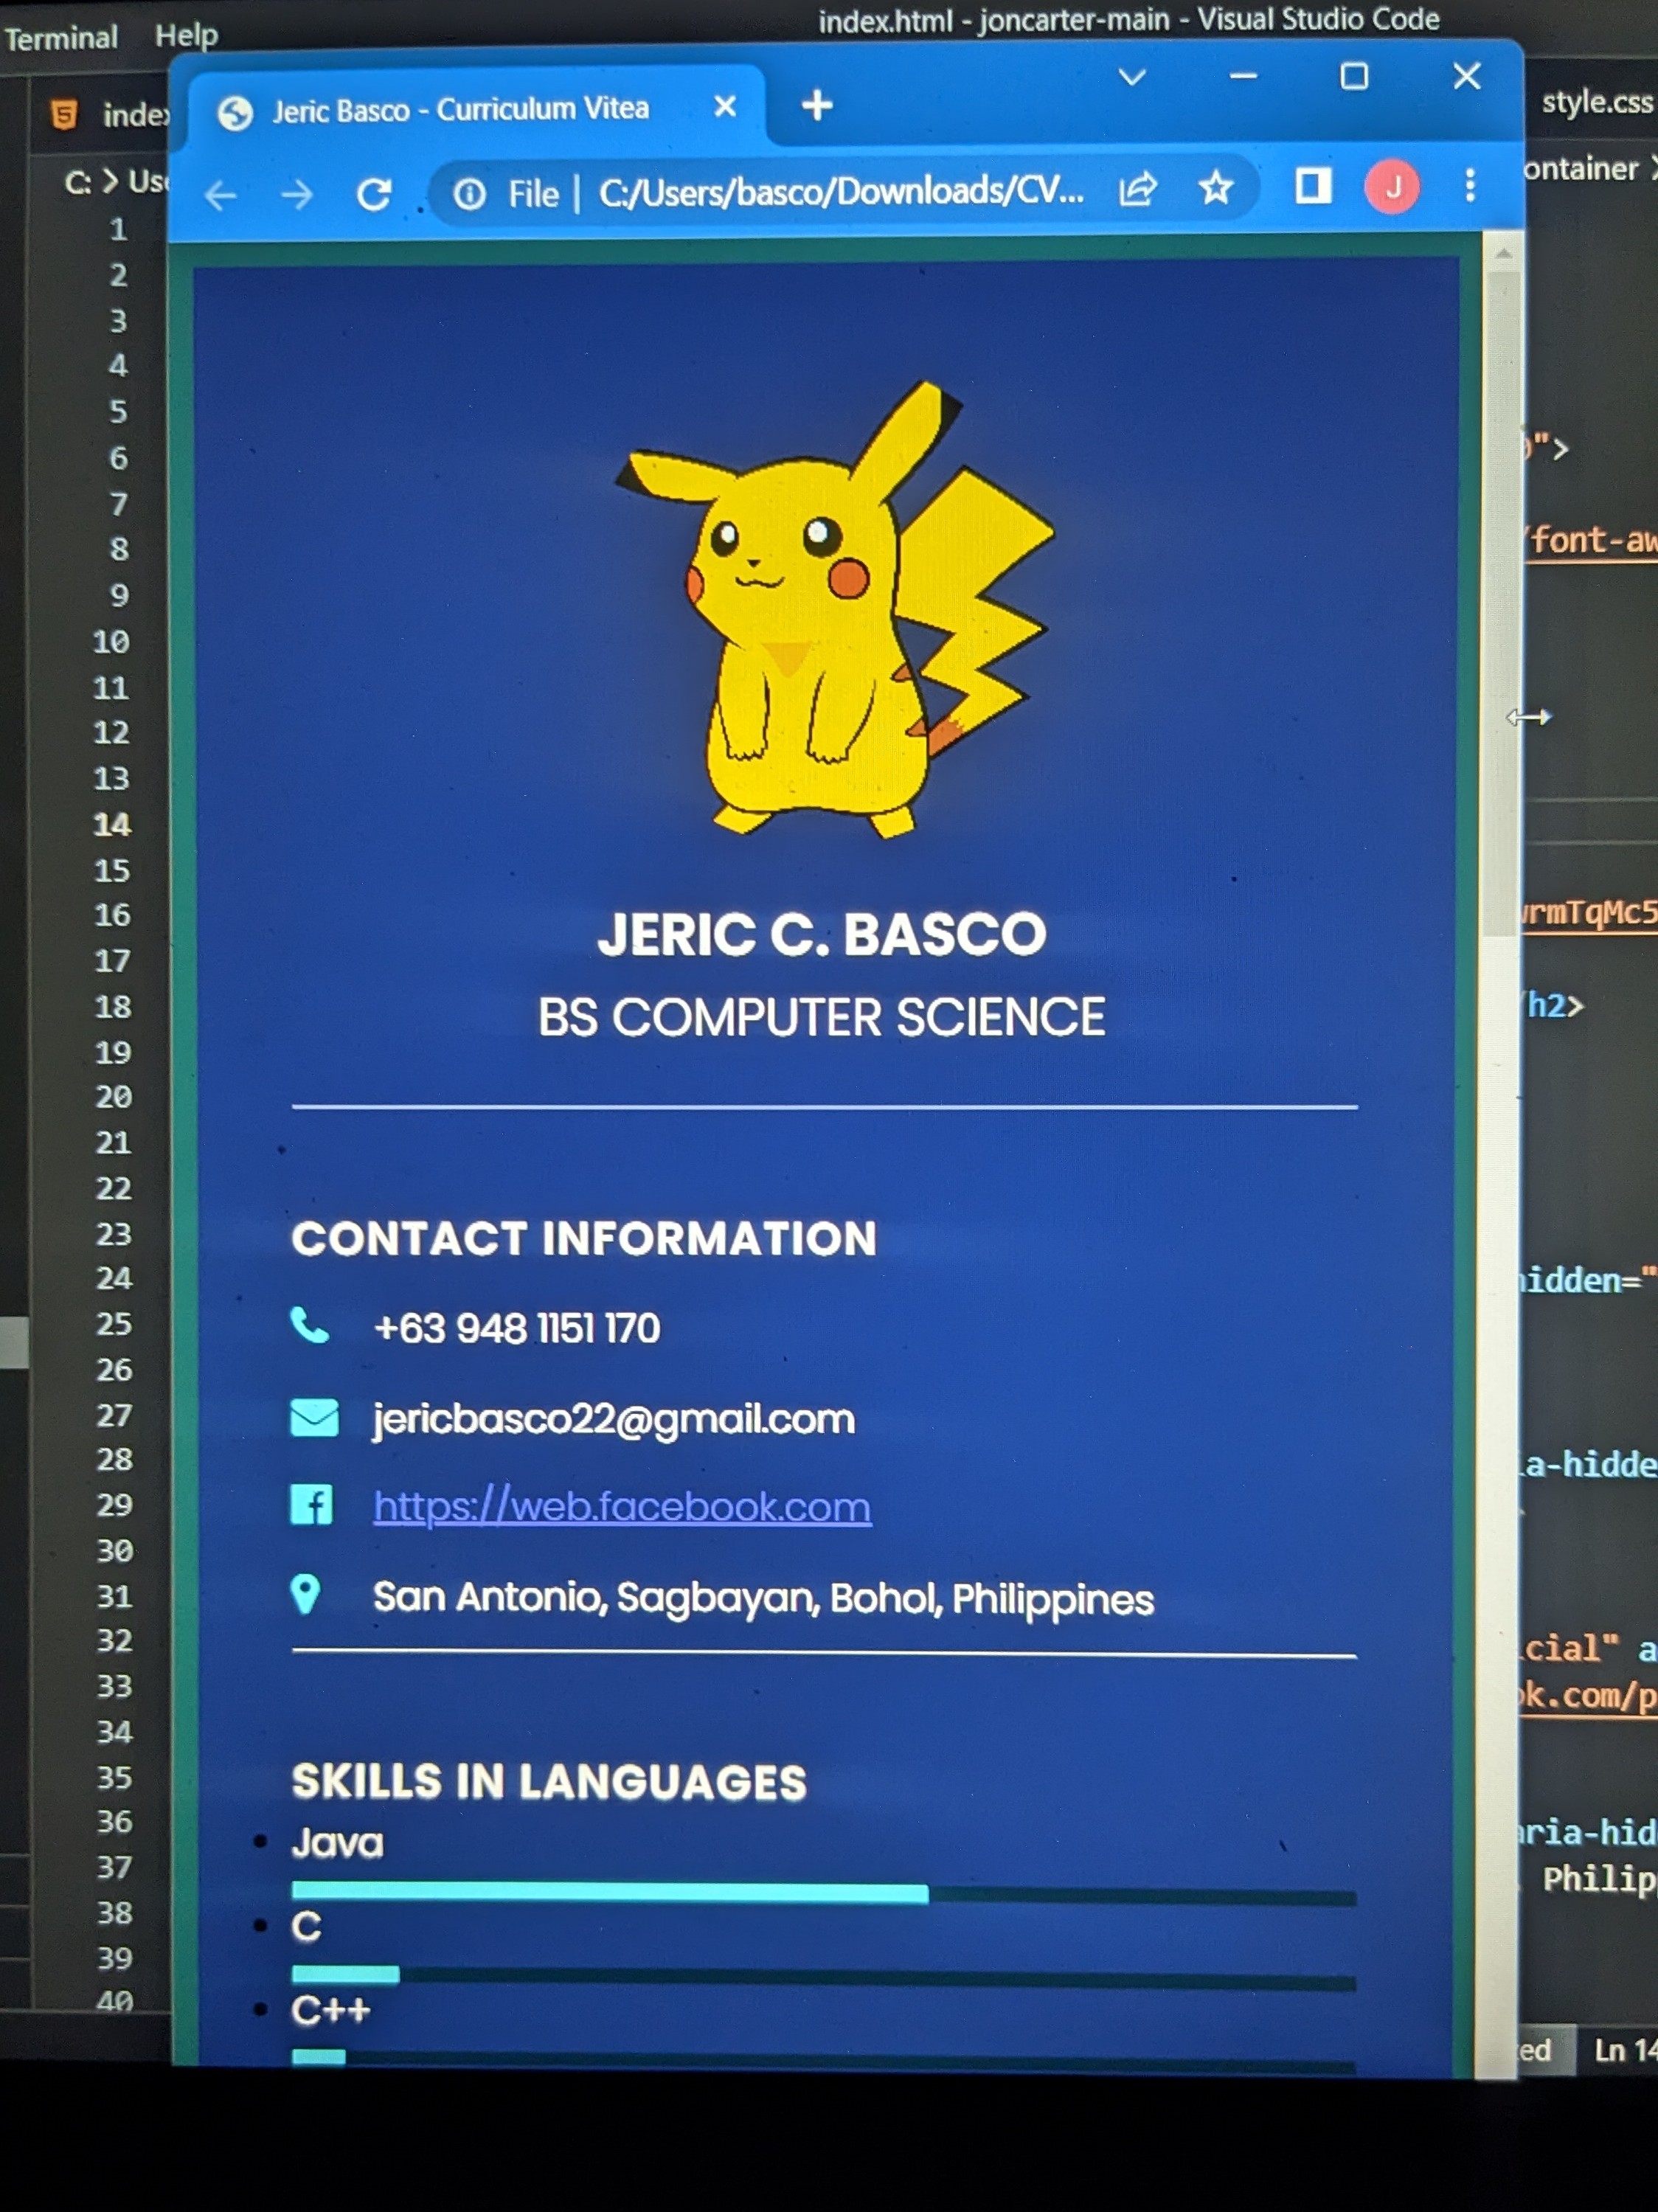 Terminal Help
index.html - joncarter-main - Visual Studio Code
index
Jeric Basco - Curriculum Vitea
style.css
C: > Use
File | C:/Users/basco/Downloads/CV...
J
ontainer >
1
2
3
4
5
6
">
7
8
/font-aw
9
10
11
12
13
14
15
JERIC C. BASCO
16
rmTqMc5
17
BS COMPUTER SCIENCE
18
/h2>
19
20
21
22
23
CONTACT INFORMATION
24
hidden="
25
+63 948 1151 170
26
27
jericbasco22@gmail.com
28
a-hidde
29
https://web.facebook.com
30
31
San Antonio, Sagbayan, Bohol, Philippines
32
cial" a
33
ok.com/p
34
35
SKILLS IN LANGUAGES
36
Java
aria-hid
37
Philip
38
C
39
40
C++
ed
Ln 14